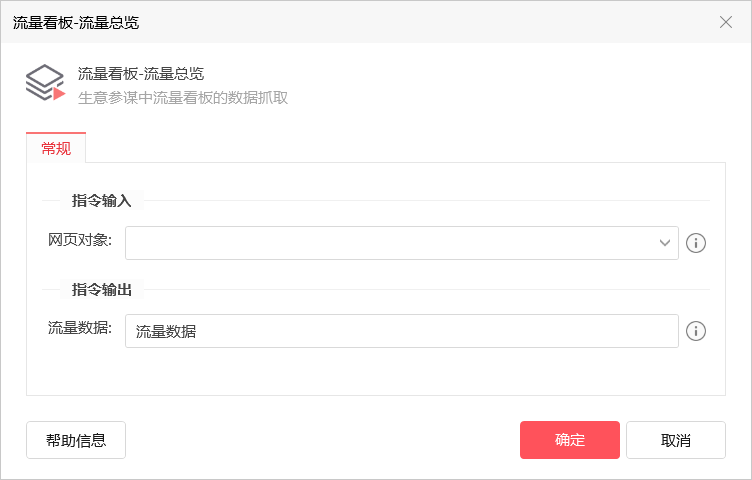 流量看板-流量总览
流量看板-流量总览
生意参谋中流量看板的数据抓取
常规
指令输入
网页对象:
指令输出
流量数据: 流量数据
帮助信息 确定 取消